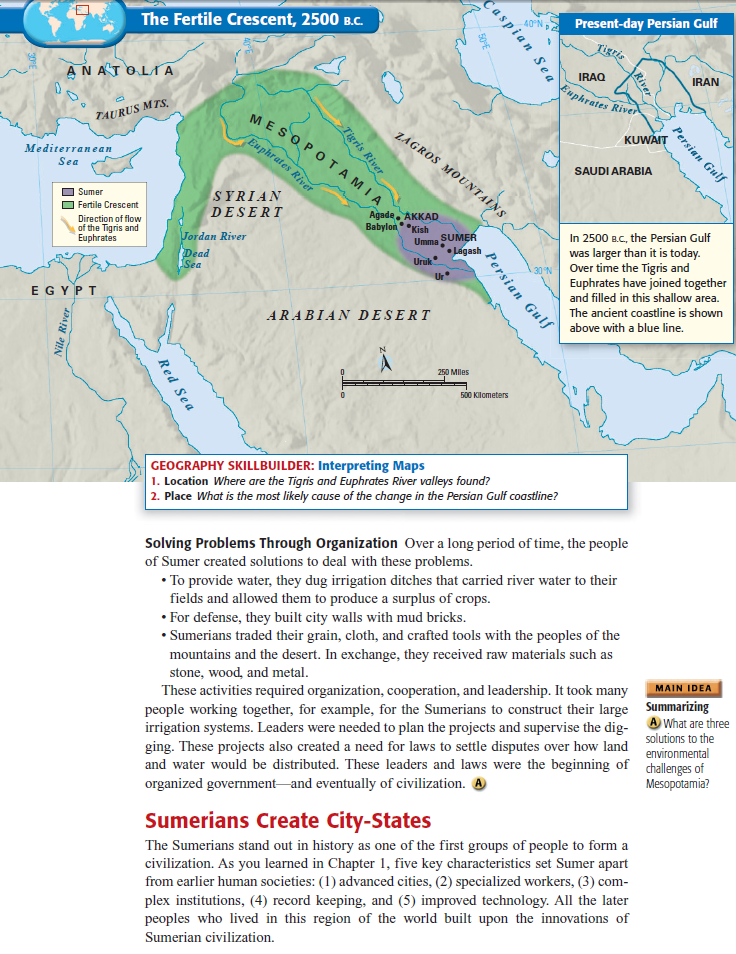 The Fertile Crescent, 2500 B.C.
30°E
40°E
50°E
40°N
30°N
Caspian Sea
ANATOLIA
TAURUS MTS.
Mediterranean
Sea
MESOPOTAMIA
Tigris River
Euphrates River
ZAGROS MOUNTAINS
SYRIAN
DESERT
Sumer
Fertile Crescent
Direction of flow
of the Tigris and
Euphrates
Jordan River
Dead
Sea
Agade
AKKAD
Babylon
Kish
Umma
SUMER
Lagash
Uruk
Ur
Persian Gulf
EGYPT
Nile River
Red Sea
ARABIAN DESERT
N
0 250 Miles
0 500 Kilometers
Present-day Persian Gulf
Tigris River
IRAQ
IRAN
Euphrates River
KUWAIT
Persian Gulf
SAUDI ARABIA
In 2500 B.C., the Persian Gulf
was larger than it is today.
Over time the Tigris and
Euphrates have joined together
and filled in this shallow area.
The ancient coastline is shown
above with a blue line.
GEOGRAPHY SKILLBUILDER: Interpreting Maps
1. Location Where are the Tigris and Euphrates River valleys found?
2. Place What is the most likely cause of the change in the Persian Gulf coastline?
Solving Problems Through Organization Over a long period of time, the people
of Sumer created solutions to deal with these problems.
• To provide water, they dug irrigation ditches that carried river water to their
fields and allowed them to produce a surplus of crops.
• For defense, they built city walls with mud bricks.
• Sumerians traded their grain, cloth, and crafted tools with the peoples of the
mountains and the desert. In exchange, they received raw materials such as
stone, wood, and metal.
These activities required organization, cooperation, and leadership. It took many
people working together, for example, for the Sumerians to construct their large
irrigation systems. Leaders were needed to plan the projects and supervise the dig-
ging. These projects also created a need for laws to settle disputes over how land
and water would be distributed. These leaders and laws were the beginning of
organized government—and eventually of civilization. A
MAIN IDEA
Summarizing
A What are three
solutions to the
environmental
challenges of
Mesopotamia?
Sumerians Create City-States
The Sumerians stand out in history as one of the first groups of people to form a
civilization. As you learned in Chapter 1, five key characteristics set Sumer apart
from earlier human societies: (1) advanced cities, (2) specialized workers, (3) com-
plex institutions, (4) record keeping, and (5) improved technology. All the later
peoples who lived in this region of the world built upon the innovations of
Sumerian civilization.